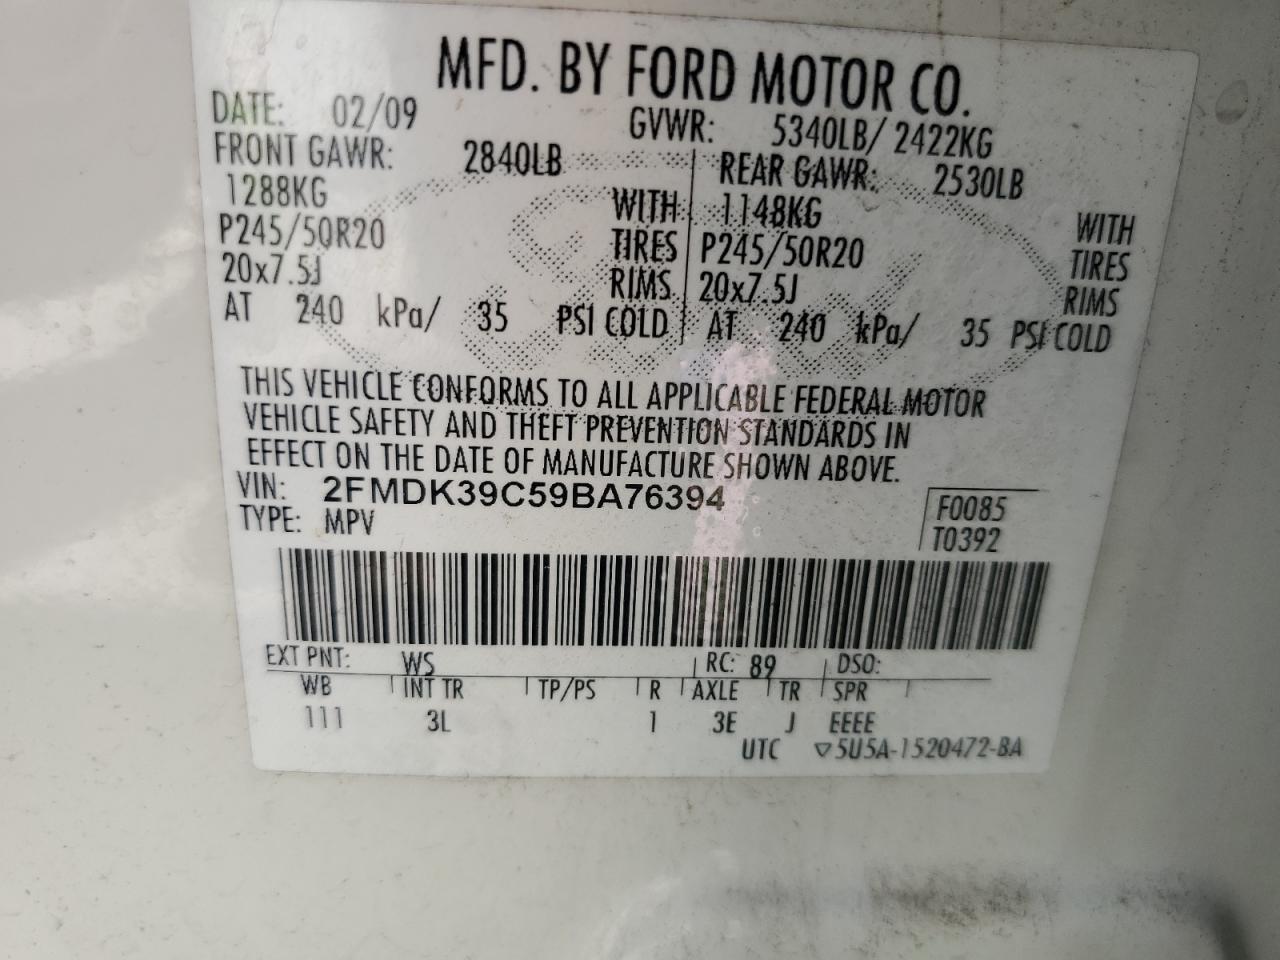 MFD. BY FORD MOTOR CO.
DATE: 02/09 GVWR: 5340LB/ 2422KG
FRONT GAWR: 2840LB REAR GAWR: 2530LB
1288KG WITH 1148KG WITH
P245/50R20 TIRES P245/50R20 TIRES
20x7.5J RIMS 20x7.5J RIMS
AT 240 kPa/ 35 PSI COLD AT 240 kPa/ 35 PSI COLD
THIS VEHICLE CONFORMS TO ALL APPLICABLE FEDERAL MOTOR
VEHICLE SAFETY AND THEFT PREVENTION STANDARDS IN
EFFECT ON THE DATE OF MANUFACTURE SHOWN ABOVE.
VIN: 2FMDK39C59BA76394 F0085
TYPE: MPV T0392
EXT PNT: WS RC: 89 DSO:
WB INT TR TP/PS R AXLE TR SPR
111 3L 1 3E J EEEE
UTC ▽5U5A-1520472-BA